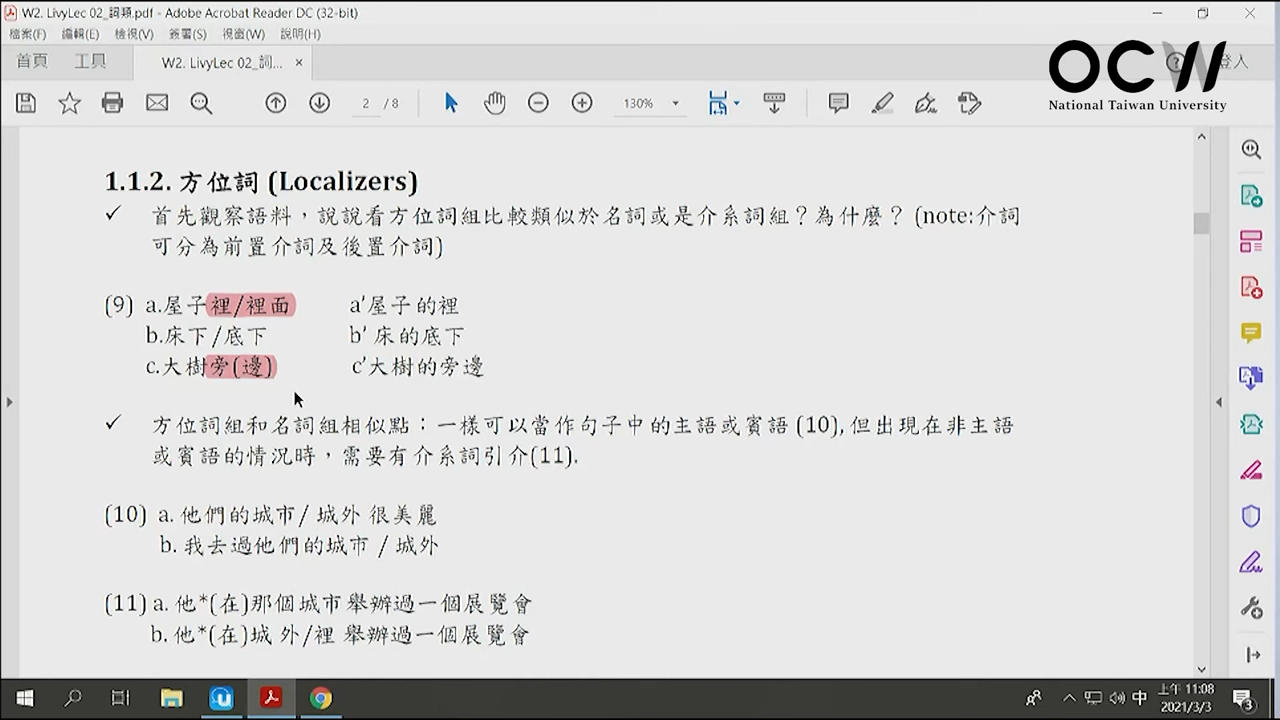 W2. LivyLec 02_詞類.pdf - Adobe Acrobat Reader DC (32-bit)
檔案(F) 編輯(E) 檢視(V) 簽署(S) 視窗(W) 說明(H)
首頁 工具 W2. LivyLec 02_詞... × 登入
OCW
National Taiwan University
2 / 8 130%
1.1.2. 方位詞 (Localizers)
✓ 首先觀察語料，說說看方位詞組比較類似於名詞或是介系詞組？為什麼？ (note:介詞
可分為前置介詞及後置介詞)
(9) a.屋子裡/裡面 a′屋子的裡
b.床下/底下 b′ 床的底下
c.大樹旁(邊) c′大樹的旁邊
✓ 方位詞組和名詞組相似點：一樣可以當作句子中的主語或賓語 (10), 但出現在非主語
或賓語的情況時，需要有介系詞引介(11).
(10) a. 他們的城市/ 城外 很美麗
b. 我去過他們的城市 / 城外
(11) a. 他*(在)那個城市 舉辦過一個展覽會
b. 他*(在)城 外/裡 舉辦過一個展覽會
中 上午 11:08
2021/3/3
3